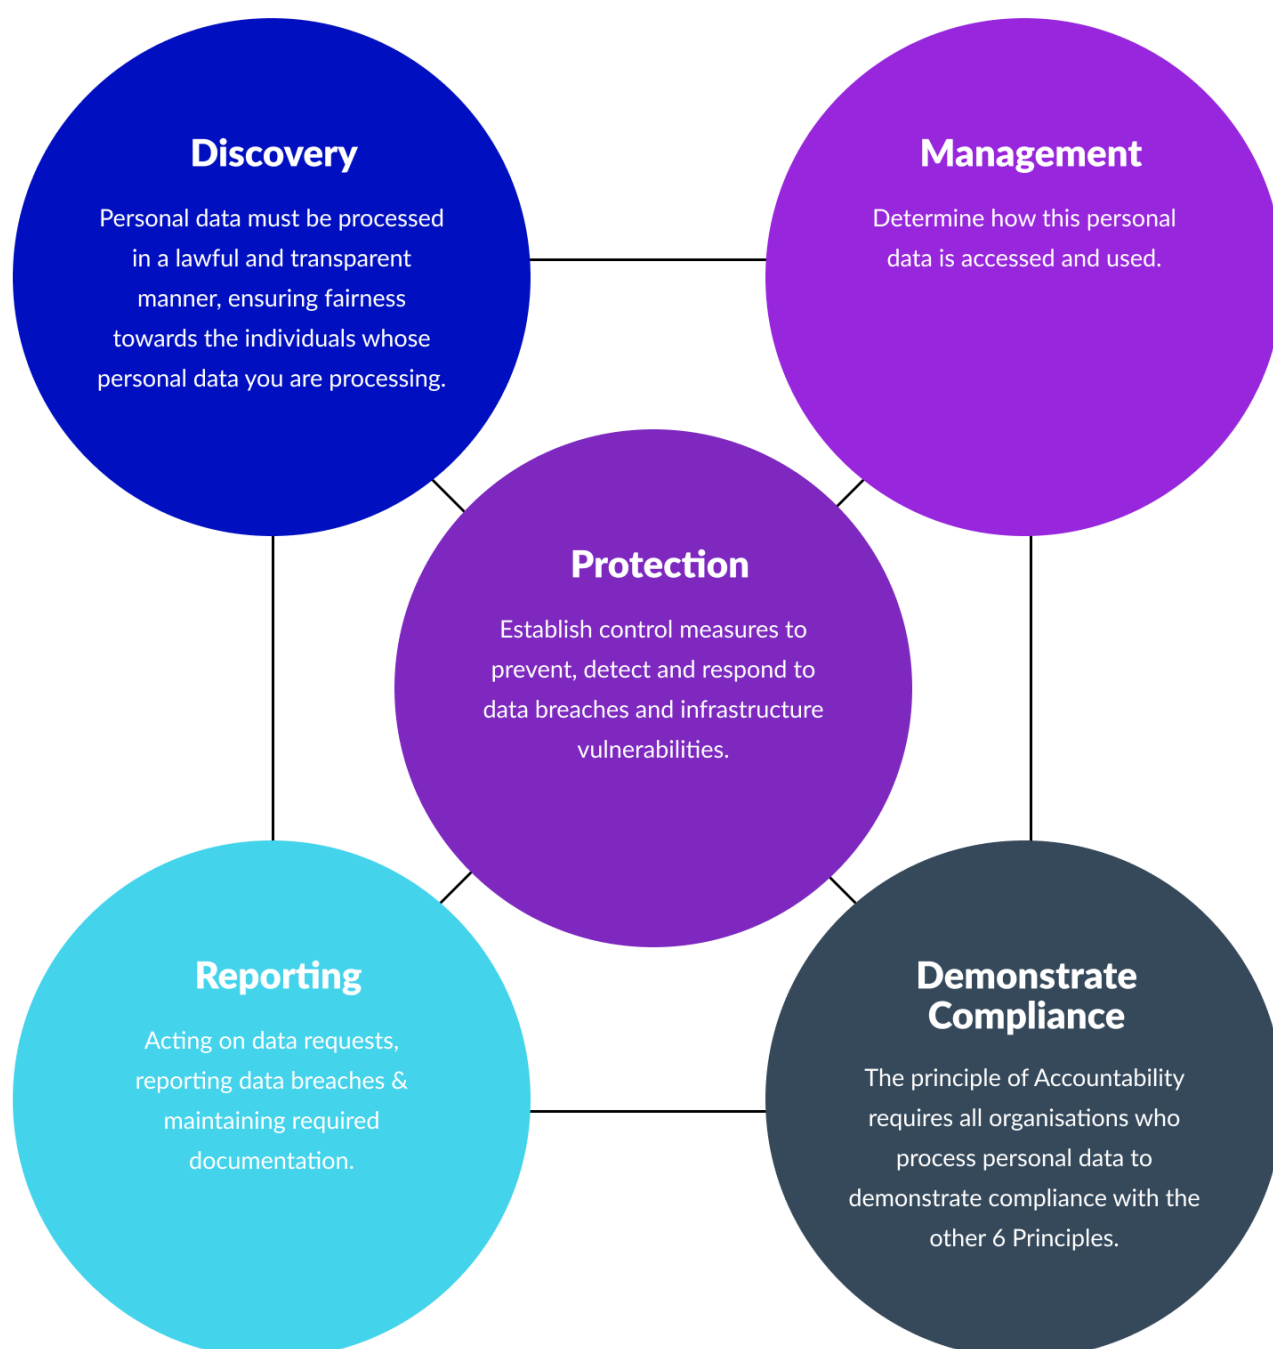 Discovery
Personal data must be processed
in a lawful and transparent
manner, ensuring fairness
towards the individuals whose
personal data you are processing.
Management
Determine how this personal
data is accessed and used.
Protection
Establish control measures to
prevent, detect and respond to
data breaches and infrastructure
vulnerabilities.
Reporting
Acting on data requests,
reporting data breaches &
maintaining required
documentation.
Demonstrate
Compliance
The principle of Accountability
requires all organisations who
process personal data to
demonstrate compliance with the
other 6 Principles.